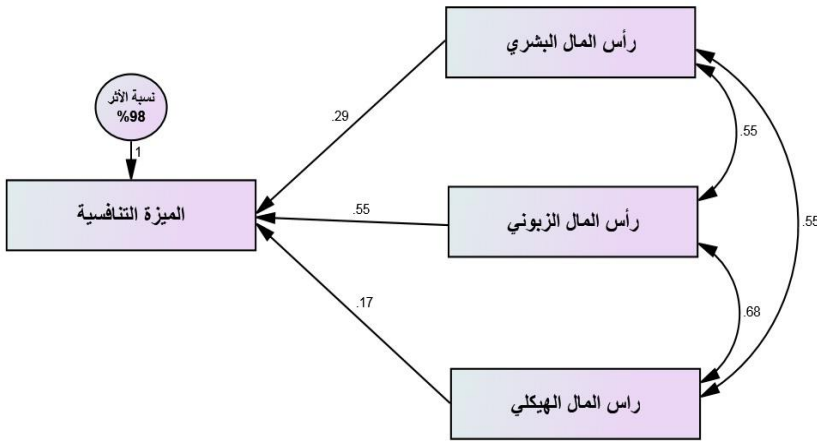 رأس المال البشري
نسبة الأثر
%98
1
.29
.55
الميزة التنافسية
.55
رأس المال الزبوني
.55
.17
.68
راس المال الهيكلي